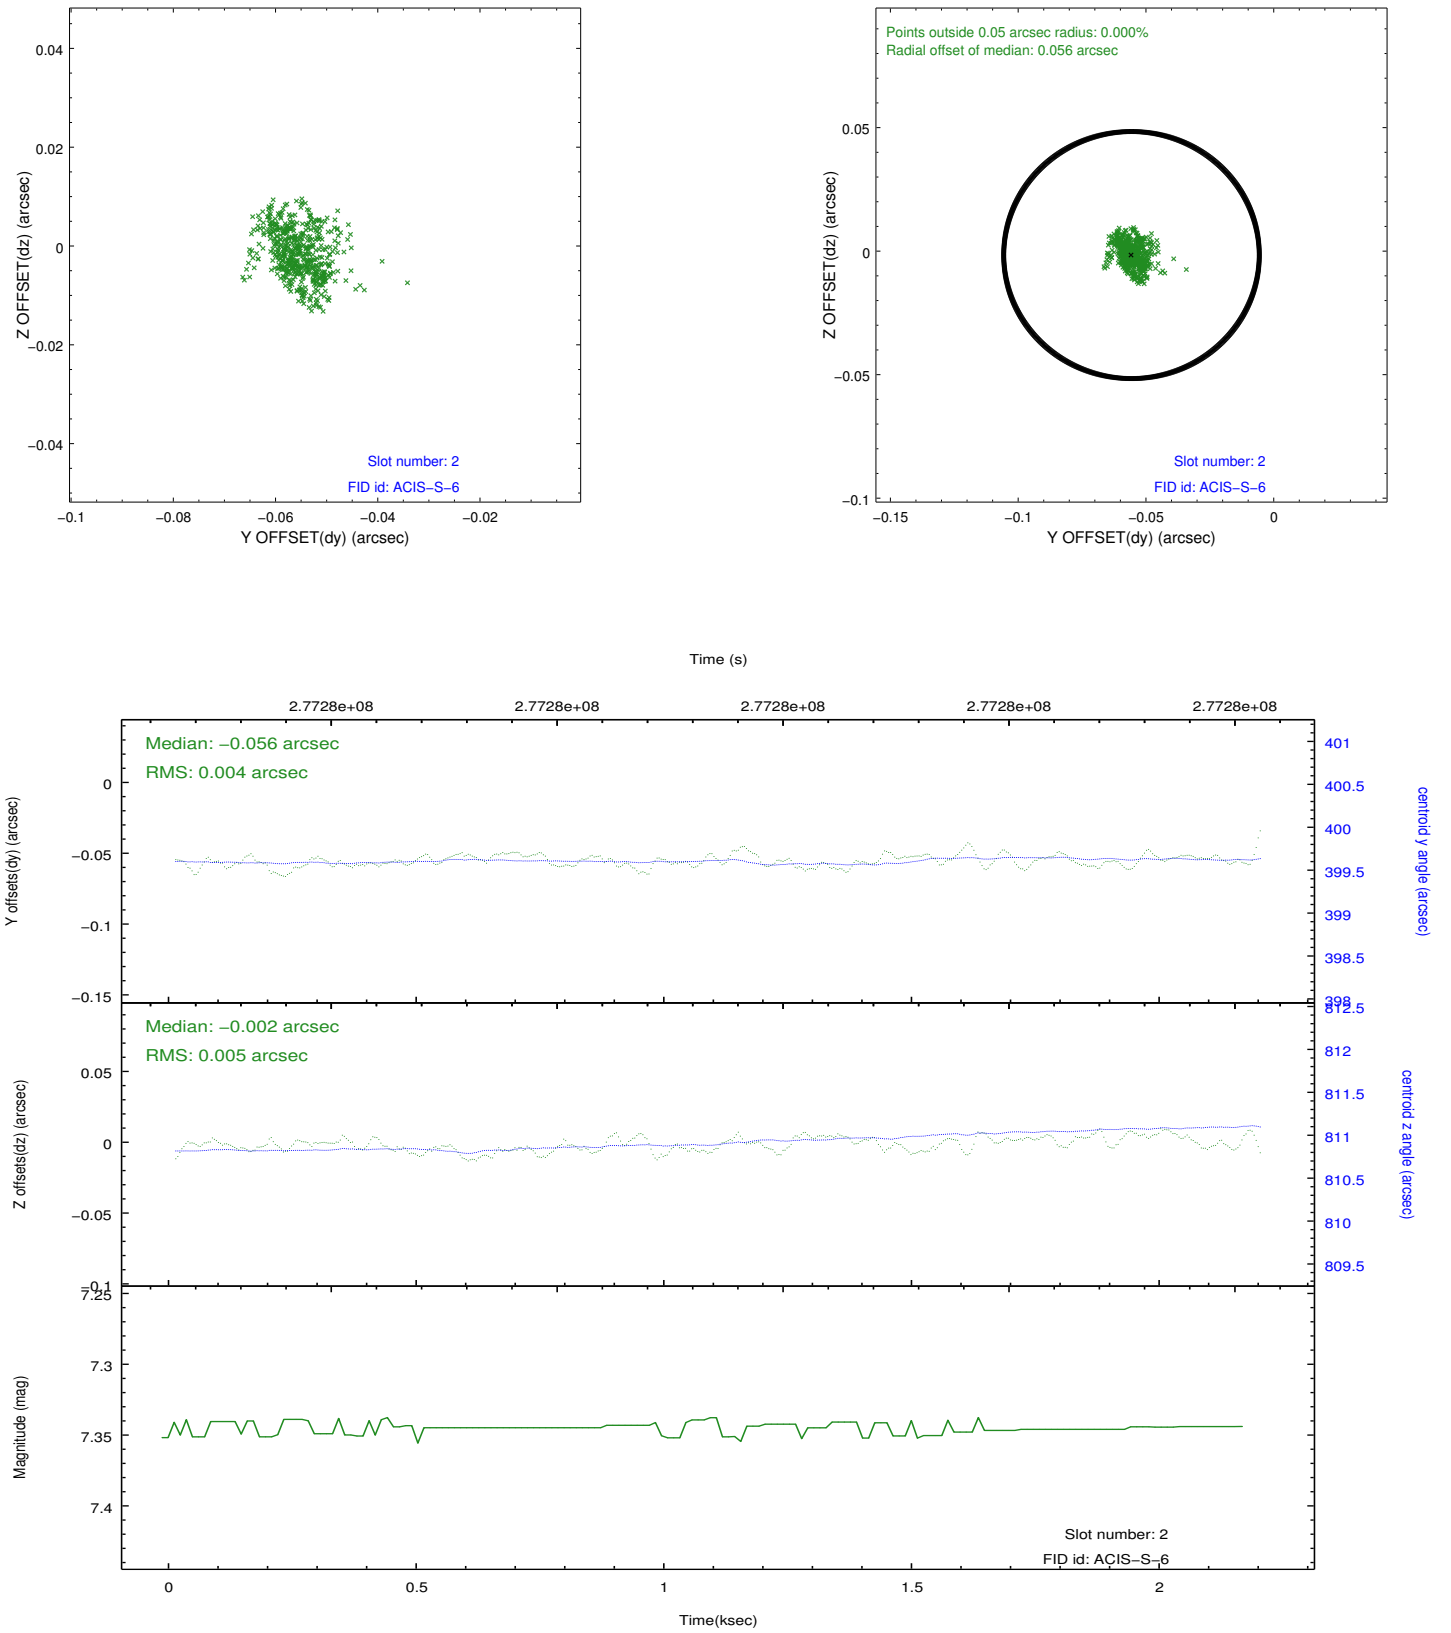 Points outside 0.05 arcsec radius: 0.000%
Radial offset of median: 0.056 arcsec
0.04
0.02
0
−0.02
−0.04
Z OFFSET(dz) (arcsec)
Slot number: 2
FID id: ACIS−S−6
−0.1 −0.08 −0.06 −0.04 −0.02
Y OFFSET(dy) (arcsec)
0.05
0
−0.05
−0.1
Z OFFSET(dz) (arcsec)
Slot number: 2
FID id: ACIS−S−6
−0.15 −0.1 −0.05 0
Y OFFSET(dy) (arcsec)
Time (s)
2.7728e+08 2.7728e+08 2.7728e+08 2.7728e+08 2.7728e+08
Median: −0.056 arcsec
RMS: 0.004 arcsec
0
−0.05
−0.1
−0.15
Y offsets(dy) (arcsec)
401
400.5
400
399.5
399
398.5
398
centroid y angle (arcsec)
Median: −0.002 arcsec
RMS: 0.005 arcsec
0.05
0
−0.05
−0.1
Z offsets(dz) (arcsec)
812.5
812
811.5
811
810.5
810
809.5
centroid z angle (arcsec)
7.25
7.3
7.35
7.4
Magnitude (mag)
Slot number: 2
FID id: ACIS−S−6
0 0.5 1 1.5 2
Time(ksec)